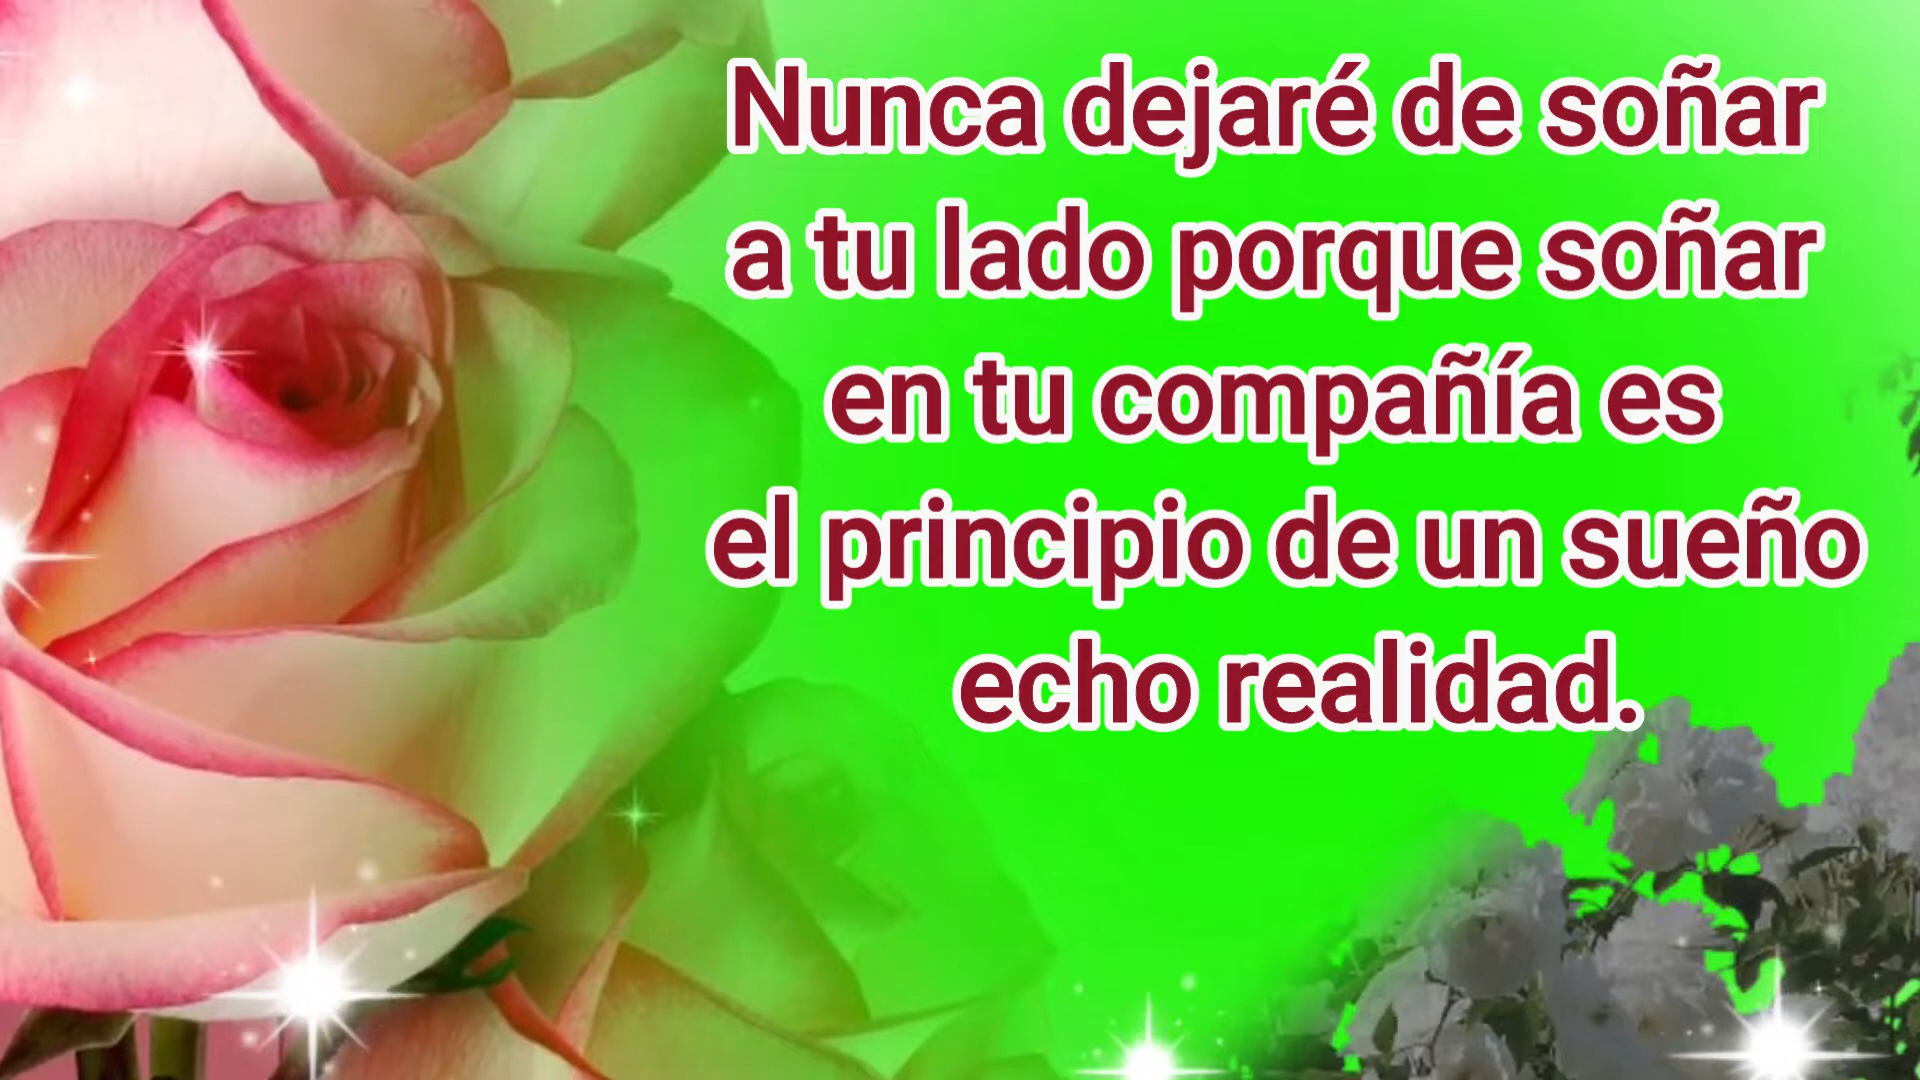 Nunca dejaré de soñar
a tu lado porque soñar
en tu compañía es
el principio de un sueño
echo realidad.